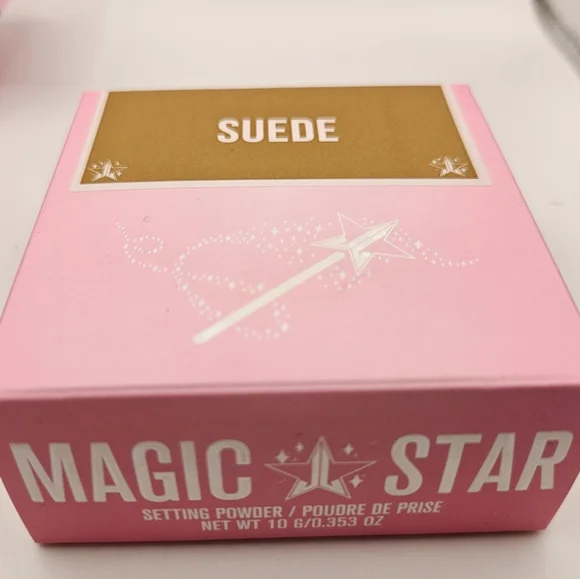 SUEDE
MAGIC STAR
SETTING POWDER / POUDRE DE PRISE
NET WT 10 G/0.353 OZ